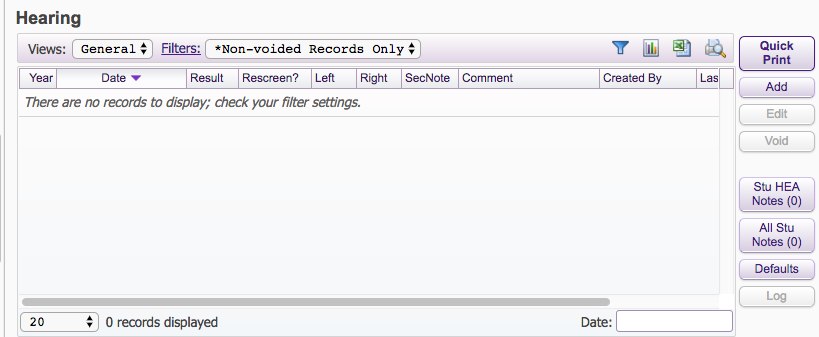 Hearing
Views: General Filters: *Non-voided Records Only
Year Date Result Rescreen? Left Right SecNote Comment Created By Las
There are no records to display; check your filter settings.
20 0 records displayed Date:
Quick
Print
Add
Edit
Void
Stu HEA
Notes (0)
All Stu
Notes (0)
Defaults
Log